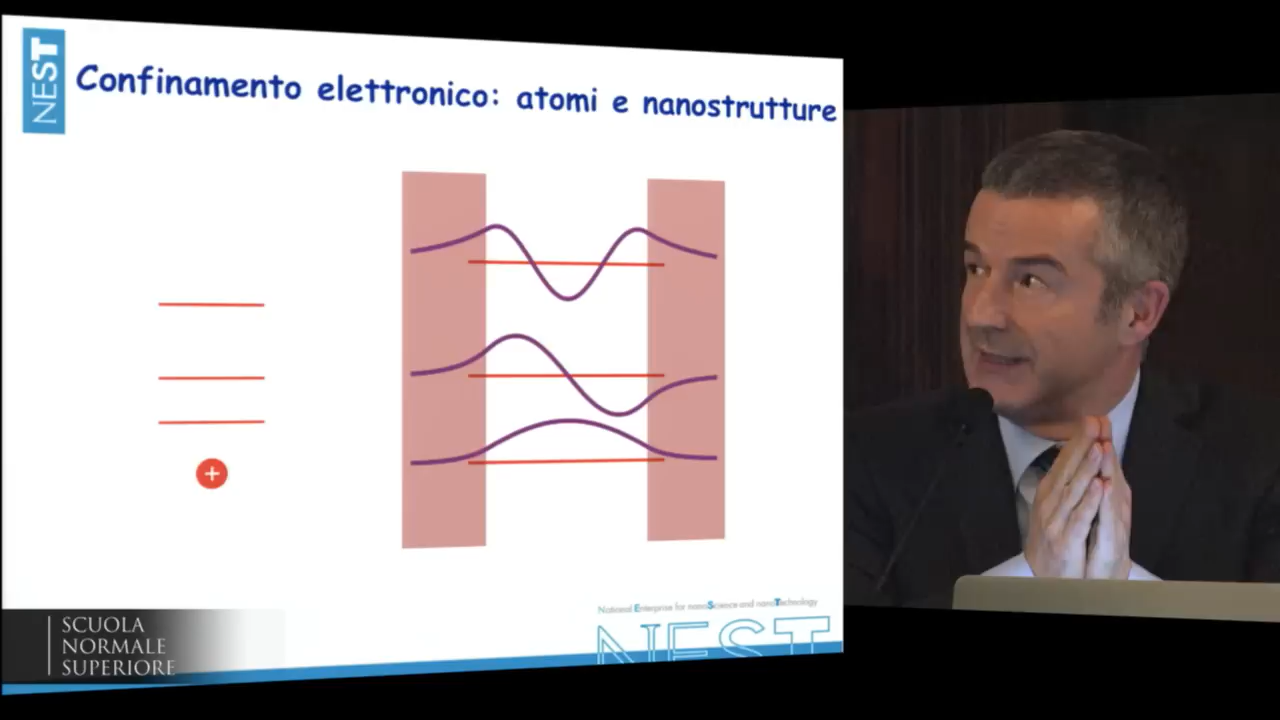 NEST
Confinamento elettronico: atomi e nanostrutture
+
National Enterprise for nanoScience and nanoTechnology
NEST
SCUOLA
NORMALE
SUPERIORE